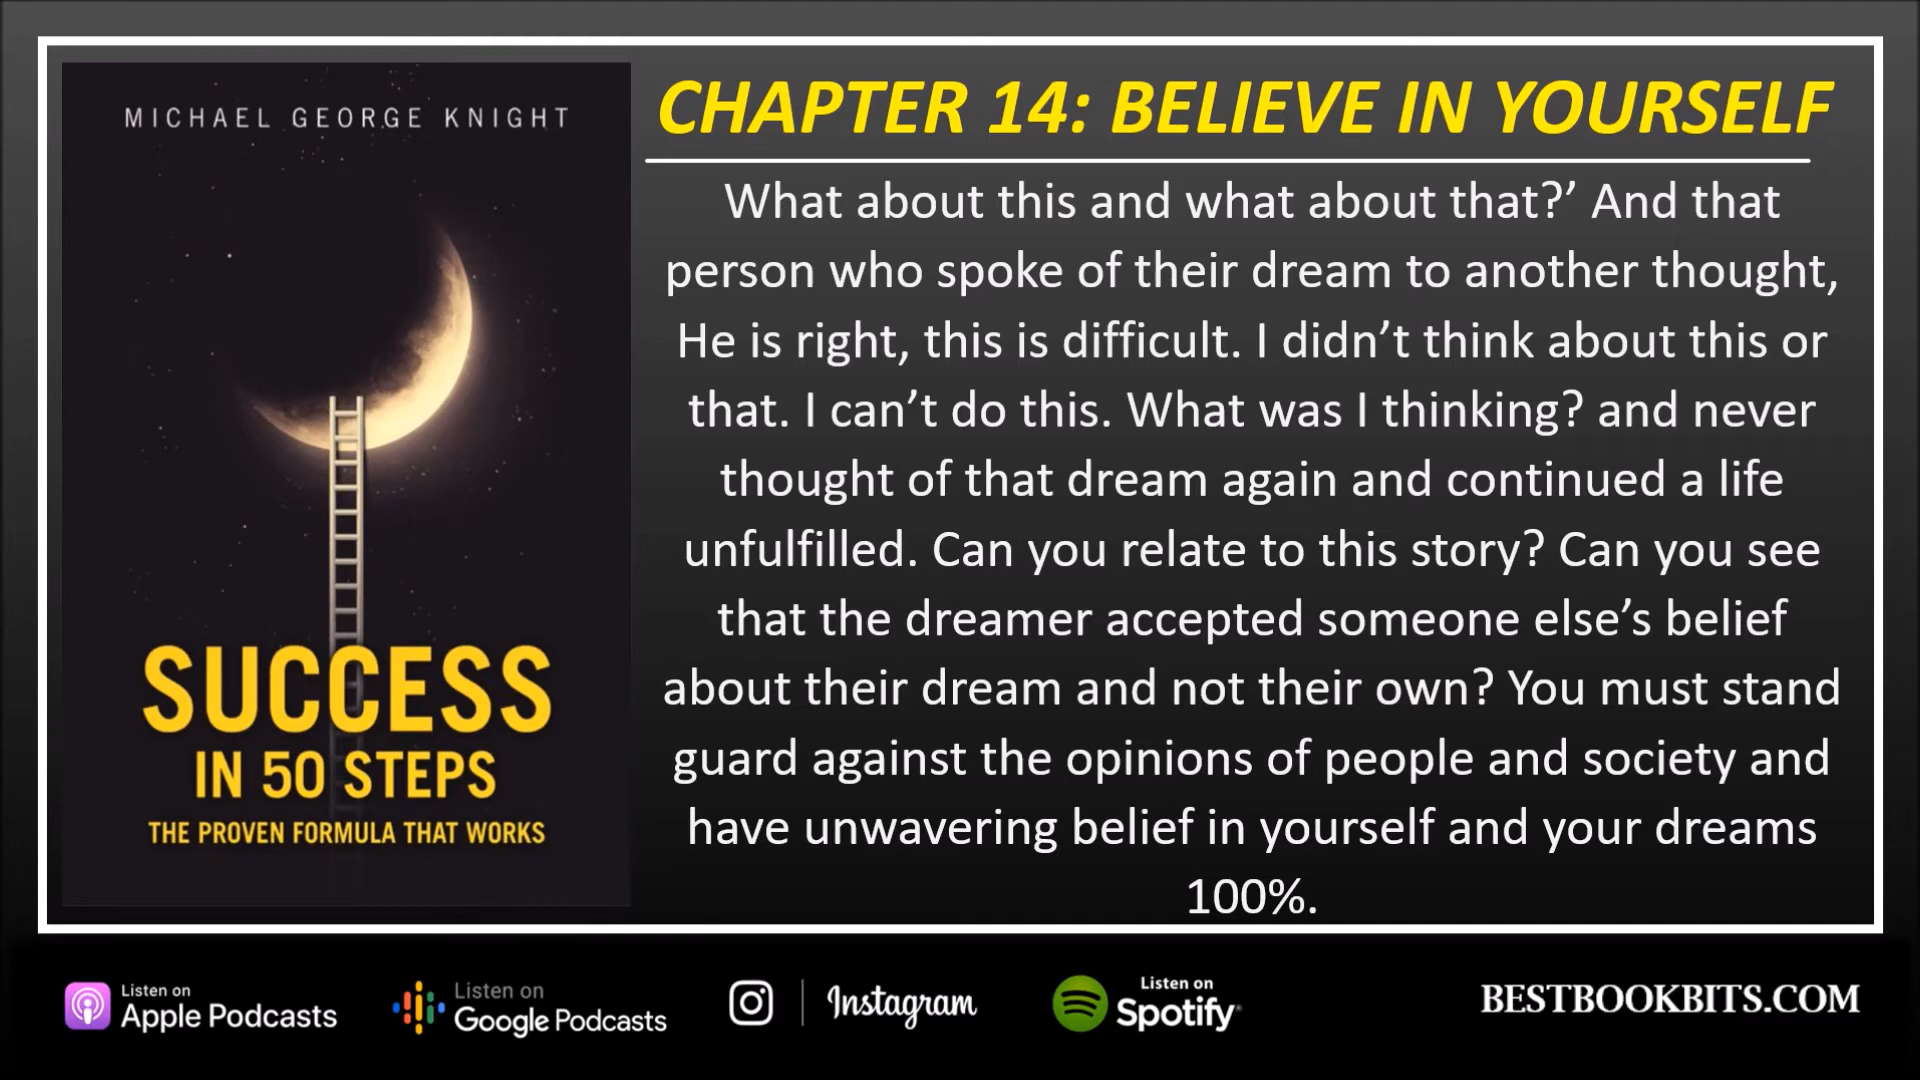 MICHAEL GEORGE KNIGHT
SUCCESS
IN 50 STEPS
THE PROVEN FORMULA THAT WORKS
CHAPTER 14: BELIEVE IN YOURSELF
What about this and what about that?’ And that
person who spoke of their dream to another thought,
He is right, this is difficult. I didn’t think about this or
that. I can’t do this. What was I thinking? and never
thought of that dream again and continued a life
unfulfilled. Can you relate to this story? Can you see
that the dreamer accepted someone else’s belief
about their dream and not their own? You must stand
guard against the opinions of people and society and
have unwavering belief in yourself and your dreams
100%.
Listen on
Apple Podcasts
Listen on
Google Podcasts
Instagram
Listen on
Spotify
BESTBOOKBITS.COM